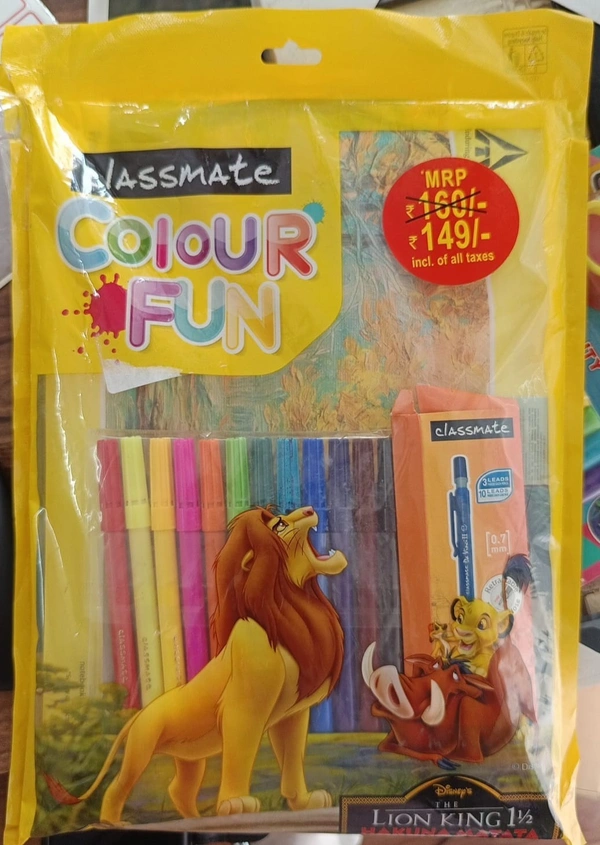 classmate
COLOUR
FUN
*MRP
₹ 160/-
₹ 149/-
incl. of all taxes
classmate
3 LEADS
10 LEADS
[0.7
mm]
CLASSMATE
Disney's
THE
LION KING 1½
HAKUNA MATATA